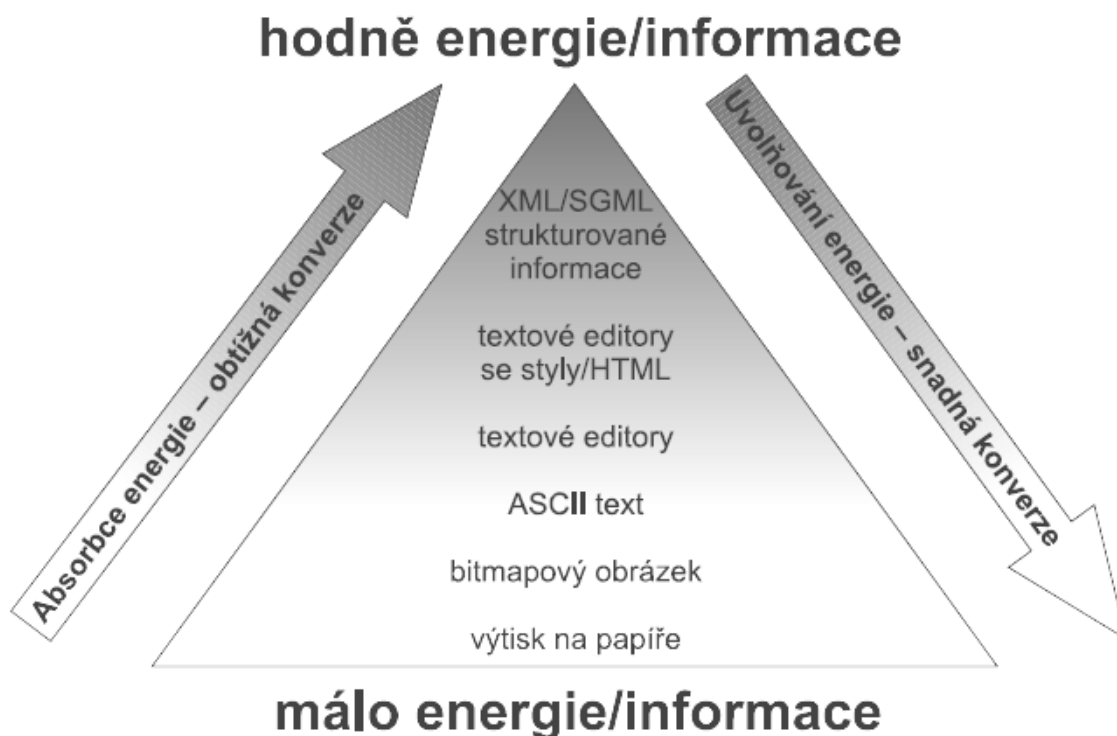 hodně energie/informace
Absorbce energie – obtížná konverze
Uvolňování energie – snadná konverze
XML/SGML
strukturované
informace
textové editory
se styly/HTML
textové editory
ASCII text
bitmapový obrázek
výtisk na papíře
málo energie/informace